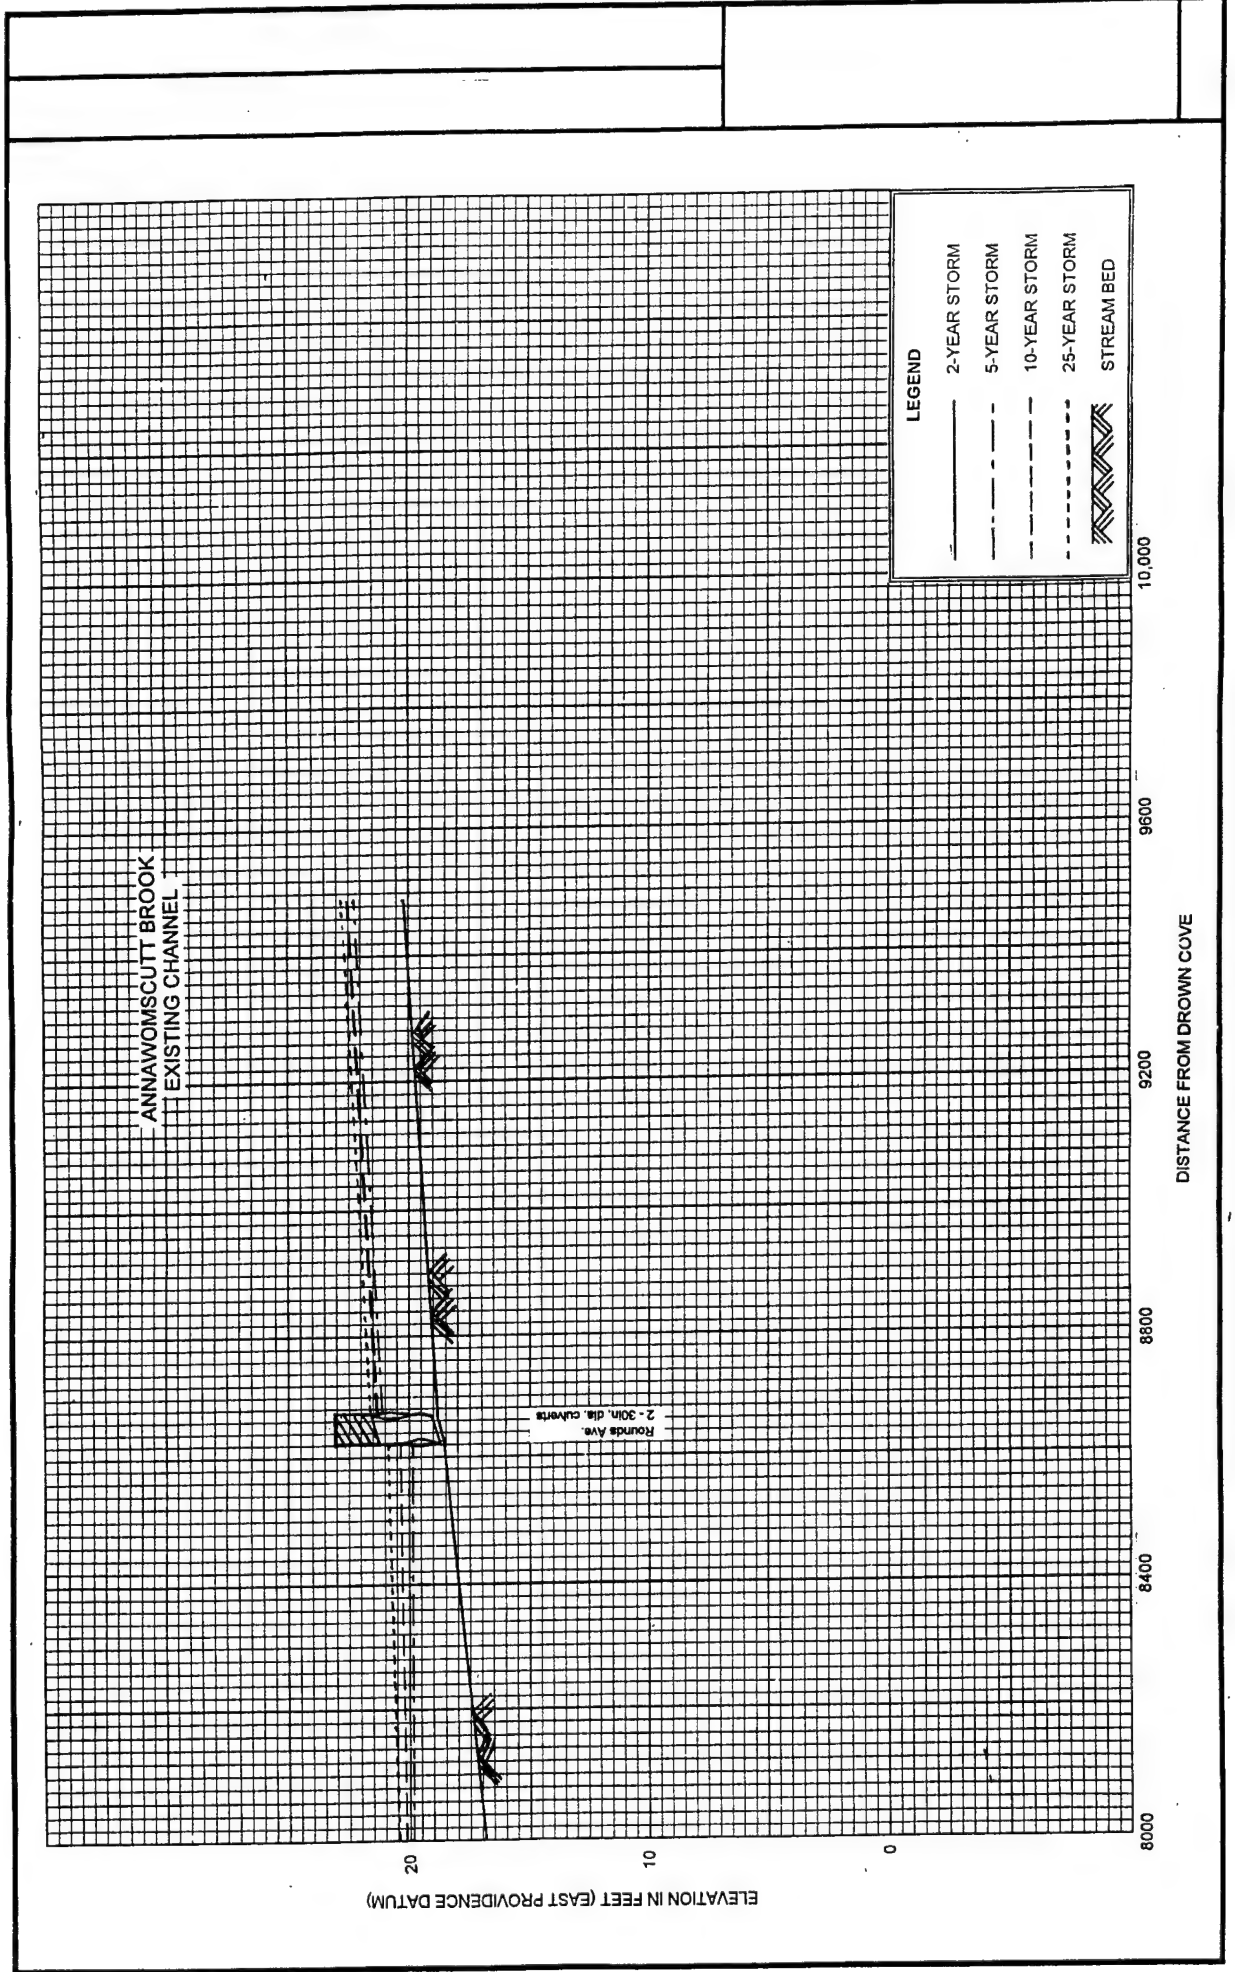 ANNAWOMSCUTT BROOK
EXISTING CHANNEL
ELEVATION IN FEET (EAST PROVIDENCE DATUM)
20
10
0
Rounds Ave.
2 - 30in. dia. culverts
8000
8400
8800
9200
9600
10,000
DISTANCE FROM DROWN COVE
LEGEND
2-YEAR STORM
5-YEAR STORM
10-YEAR STORM
25-YEAR STORM
STREAM BED